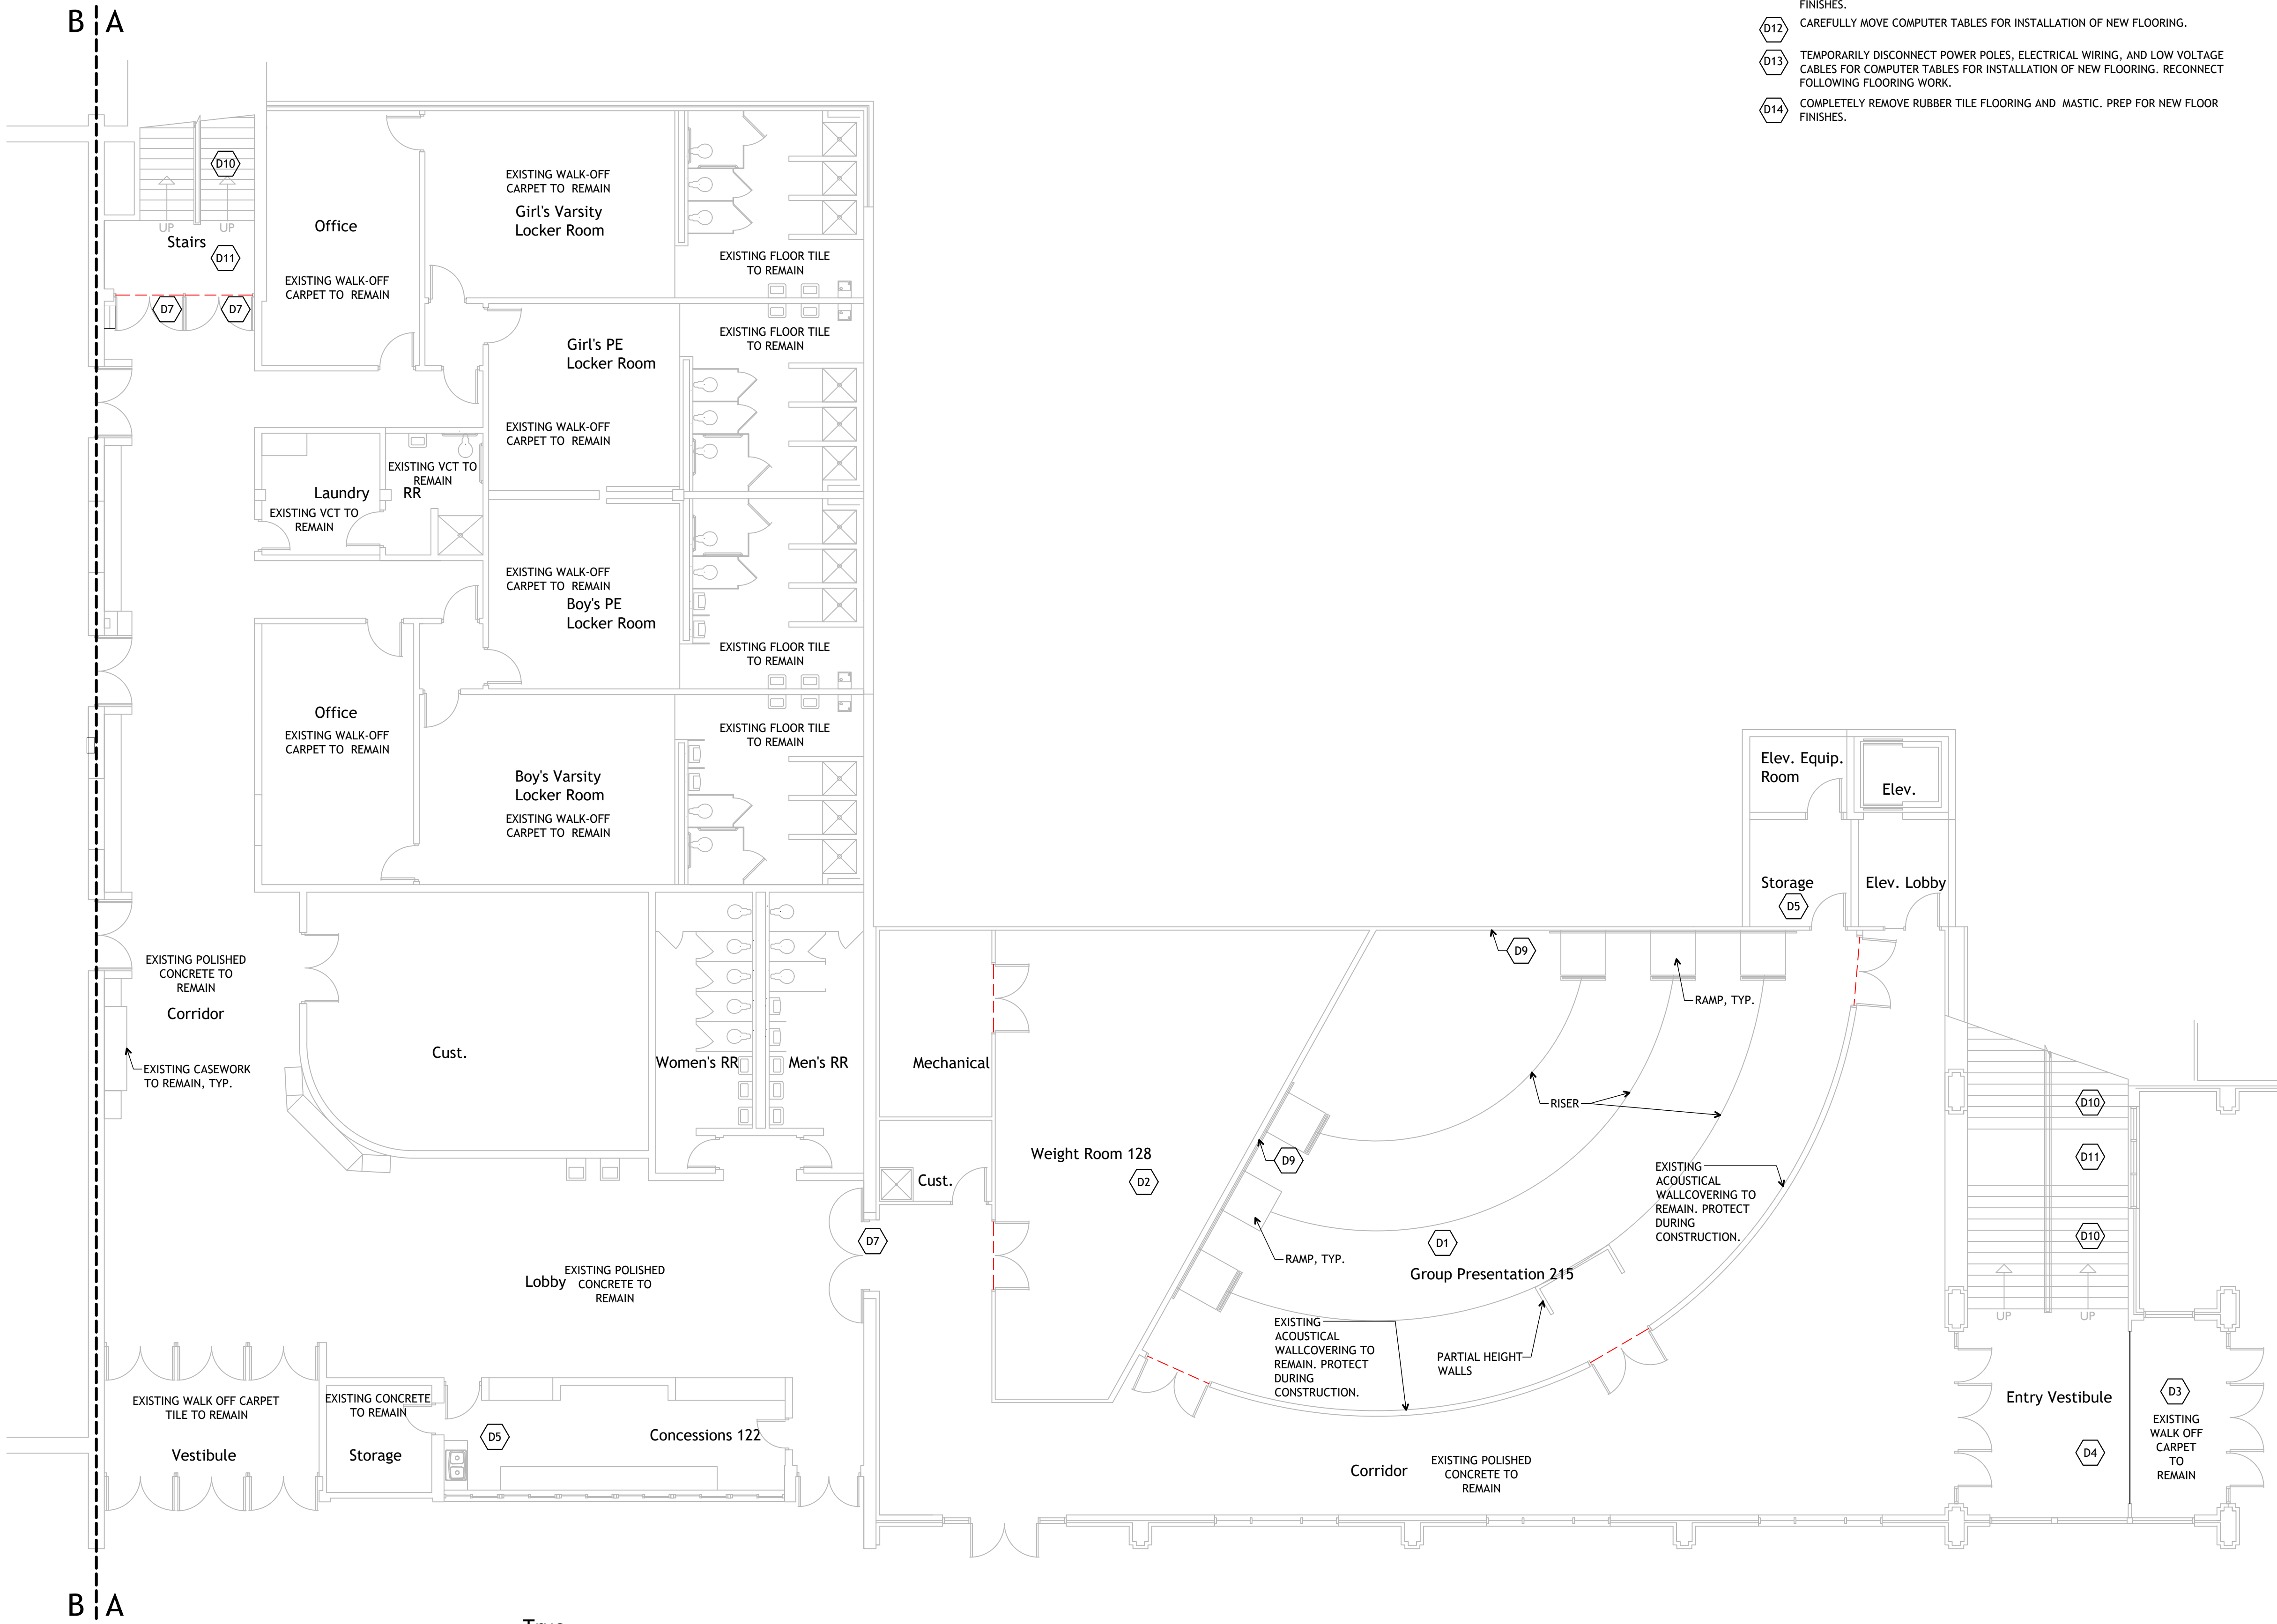 B A
FINISHES.
D12 CAREFULLY MOVE COMPUTER TABLES FOR INSTALLATION OF NEW FLOORING.
D13 TEMPORARILY DISCONNECT POWER POLES, ELECTRICAL WIRING, AND LOW VOLTAGE
CABLES FOR COMPUTER TABLES FOR INSTALLATION OF NEW FLOORING. RECONNECT
FOLLOWING FLOORING WORK.
D14 COMPLETELY REMOVE RUBBER TILE FLOORING AND MASTIC. PREP FOR NEW FLOOR
FINISHES.
D10
UP
UP
Stairs
D11
D7
D7
Office
EXISTING WALK-OFF
CARPET TO REMAIN
EXISTING WALK-OFF
CARPET TO REMAIN
Girl's Varsity
Locker Room
EXISTING FLOOR TILE
TO REMAIN
EXISTING FLOOR TILE
TO REMAIN
Girl's PE
Locker Room
EXISTING WALK-OFF
CARPET TO REMAIN
EXISTING VCT TO
REMAIN
RR
Laundry
EXISTING VCT TO
REMAIN
EXISTING WALK-OFF
CARPET TO REMAIN
Boy's PE
Locker Room
EXISTING FLOOR TILE
TO REMAIN
Office
EXISTING WALK-OFF
CARPET TO REMAIN
EXISTING FLOOR TILE
TO REMAIN
Boy's Varsity
Locker Room
EXISTING WALK-OFF
CARPET TO REMAIN
Elev. Equip.
Room
Elev.
Storage
D5
Elev. Lobby
EXISTING POLISHED
CONCRETE TO
REMAIN
Corridor
EXISTING CASEWORK
TO REMAIN, TYP.
Cust.
Women's RR
Men's RR
Mechanical
Cust.
D9
RAMP, TYP.
RISER
Weight Room 128
D2
D9
RAMP, TYP.
D1
Group Presentation 215
EXISTING
ACOUSTICAL
WALLCOVERING TO
REMAIN. PROTECT
DURING
CONSTRUCTION.
D10
D11
D10
UP
UP
D7
Lobby
EXISTING POLISHED
CONCRETE TO
REMAIN
EXISTING
ACOUSTICAL
WALLCOVERING TO
REMAIN. PROTECT
DURING
CONSTRUCTION.
PARTIAL HEIGHT
WALLS
EXISTING WALK OFF CARPET
TILE TO REMAIN
Vestibule
EXISTING CONCRETE
TO REMAIN
Storage
D5
Concessions 122
Corridor
EXISTING POLISHED
CONCRETE TO
REMAIN
Entry Vestibule
D4
D3
EXISTING
WALK OFF
CARPET
TO
REMAIN
B A